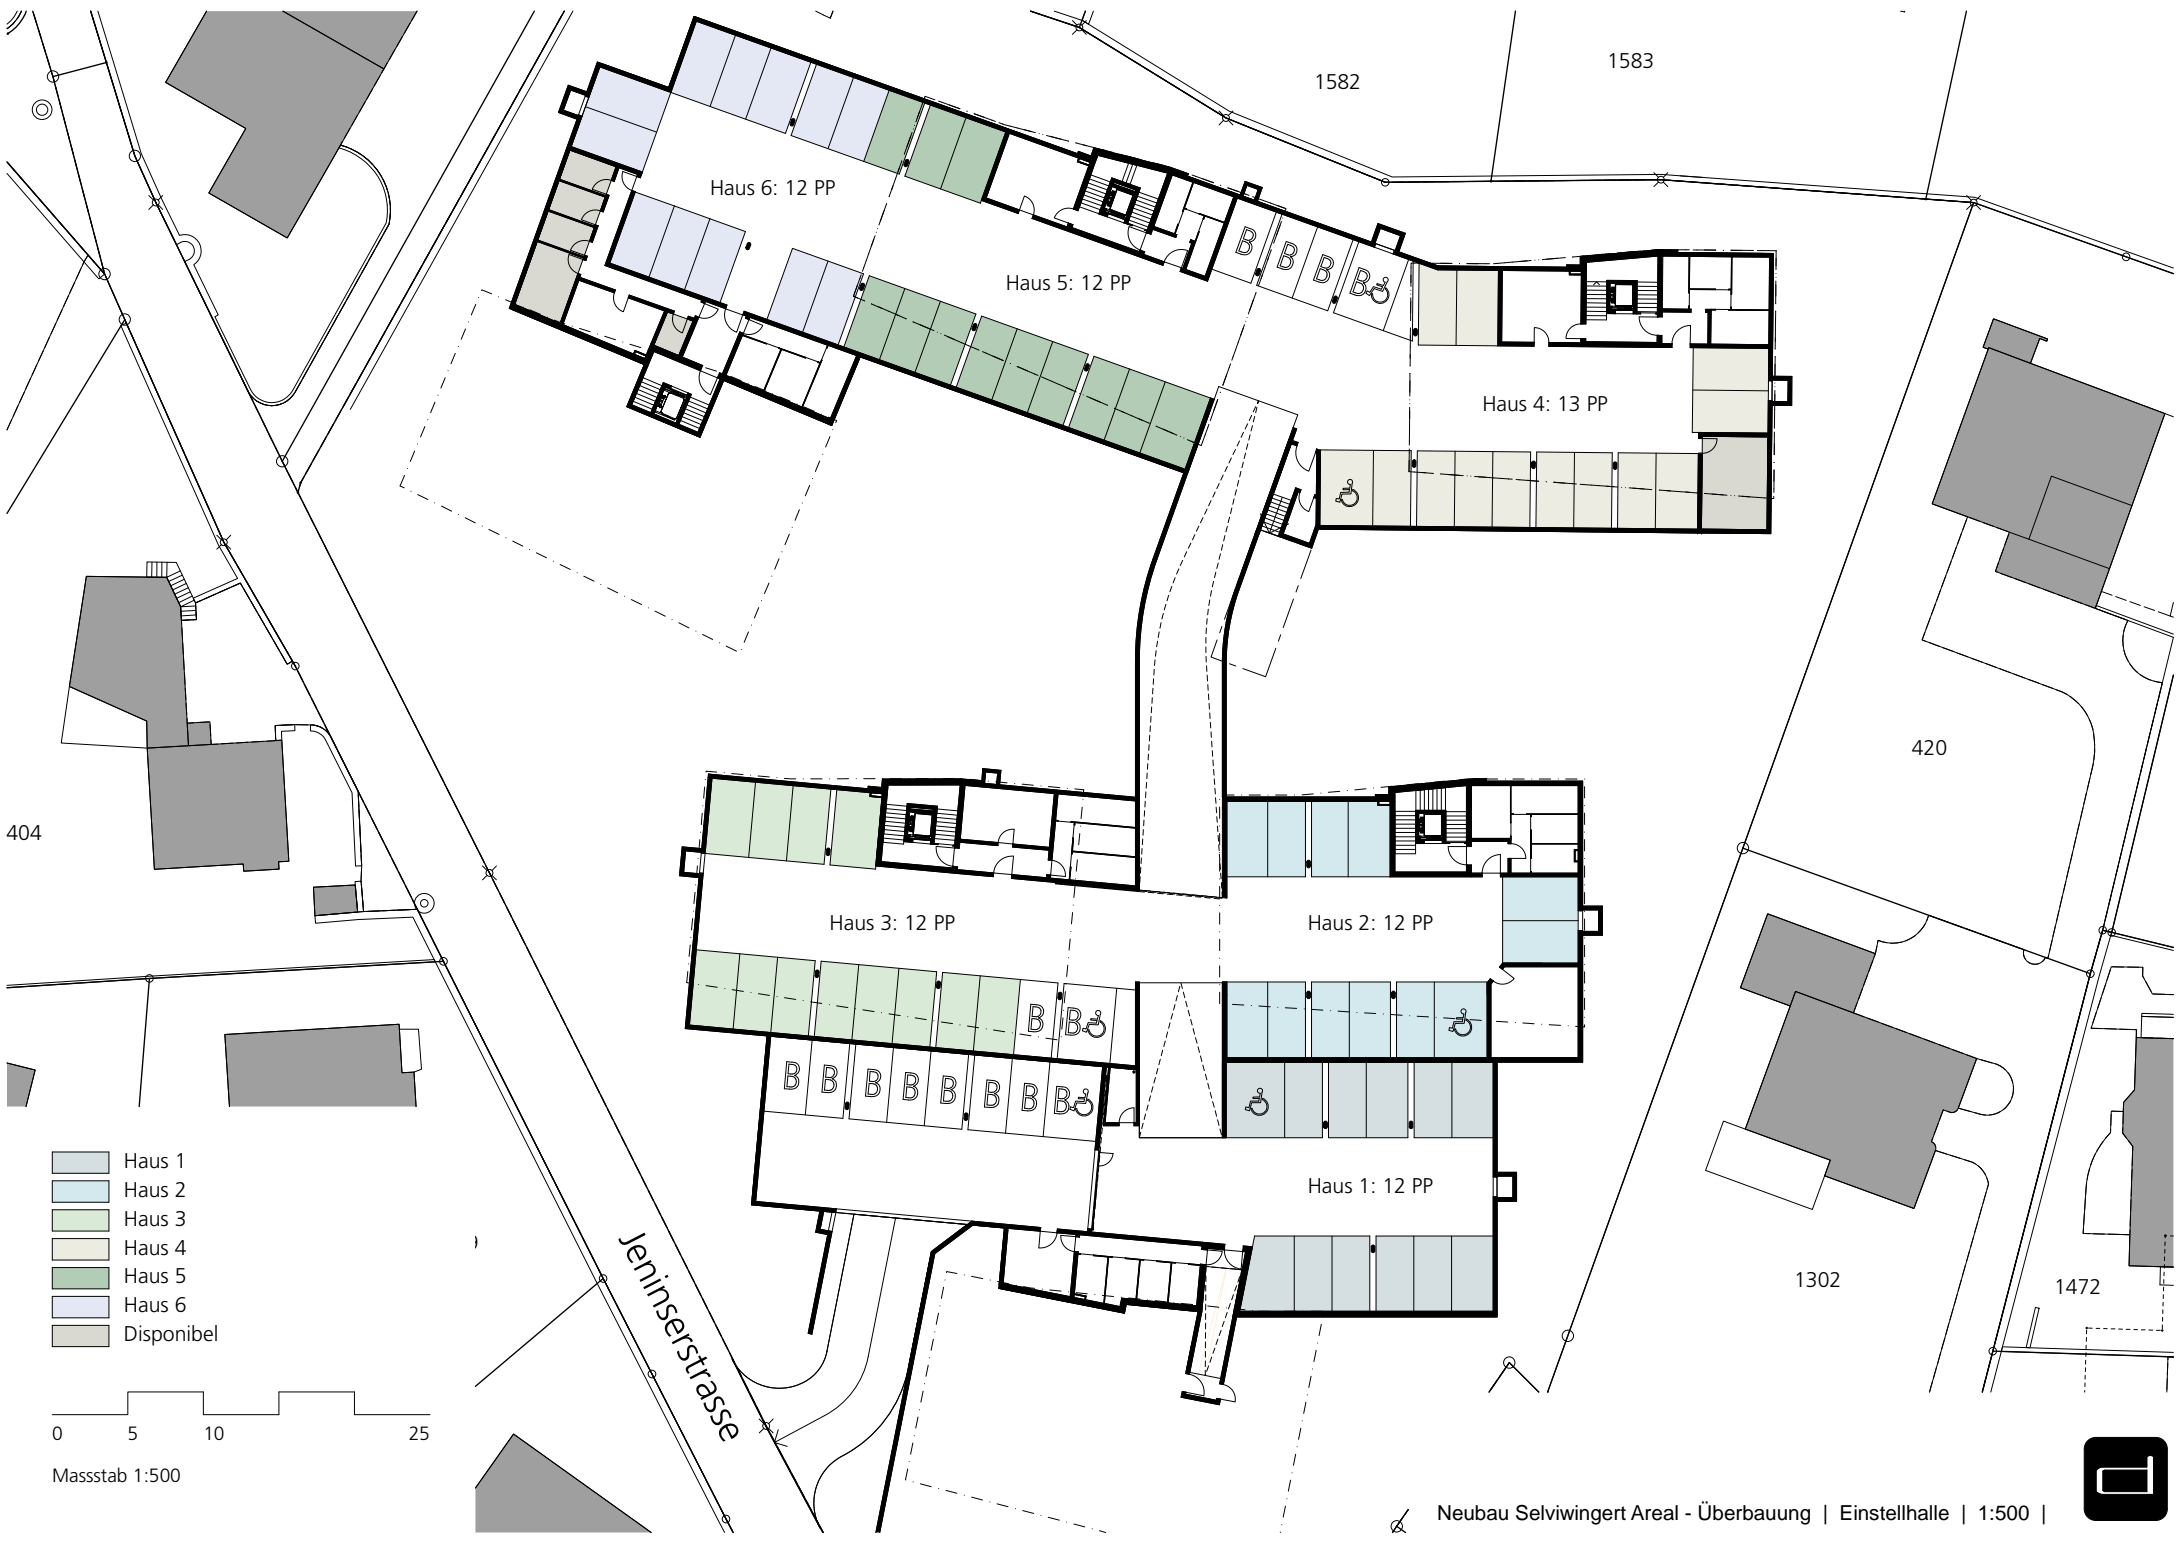 1583
1582
Haus 6: 12 PP
B
B
B
B
Haus 5: 12 PP
Haus 4: 13 PP
420
404
Haus 3: 12 PP
Haus 2: 12 PP
B
B
B
B
B
B
B
B
B
B
Haus 1
Haus 2
Haus 3
Haus 4
Haus 5
Haus 6
Disponibel
Haus 1: 12 PP
Jeninserstrasse
1302
1472
0 5 10 25
Massstab 1:500
Neubau Selviwingert Areal - Überbauung | Einstellhalle | 1:500 |